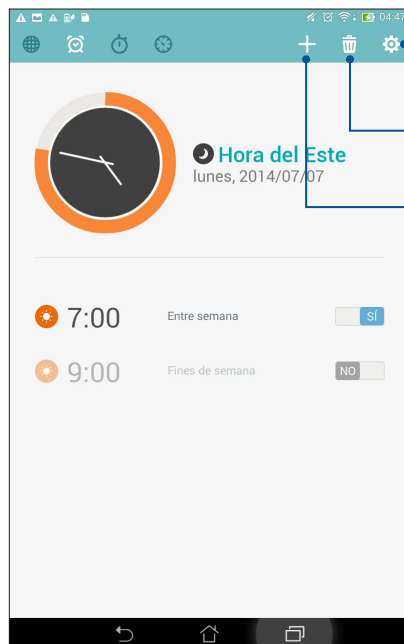 04:47
Hora del Este
lunes, 2014/07/07
7:00 Entre semana SÍ
9:00 Fines de semana NO